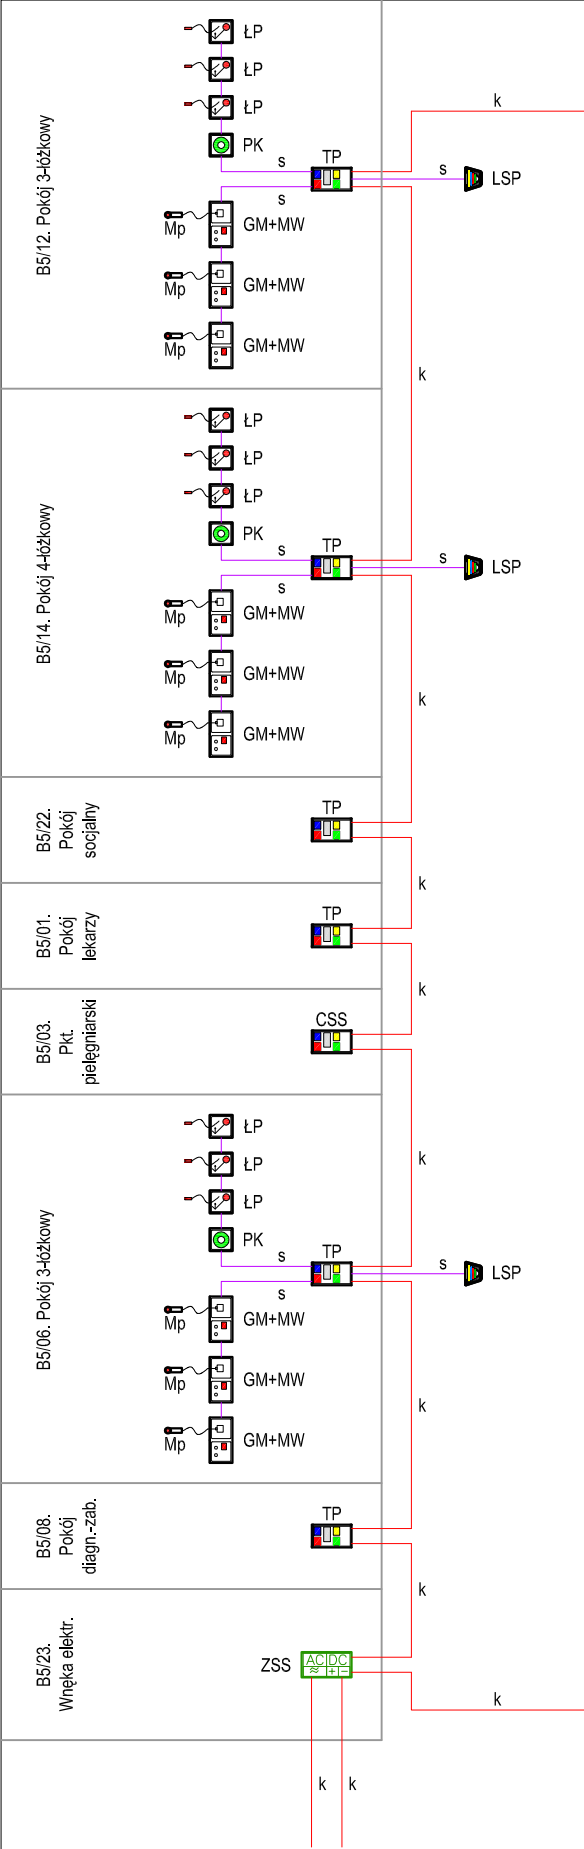 B5/12. Pokój 3-łóżkowy
ŁP
ŁP
ŁP
PK
s
TP
k
s
LSP
s
Mp
GM+MW
Mp
GM+MW
Mp
GM+MW
k
B5/14. Pokój 4-łóżkowy
ŁP
ŁP
ŁP
PK
s
TP
s
LSP
s
Mp
GM+MW
Mp
GM+MW
Mp
GM+MW
k
B5/22.
Pokój
socjalny
TP
k
B5/01.
Pokój
lekarzy
TP
k
B5/03.
Pkt.
pielęgniarski
CSS
k
B5/06. Pokój 3-łóżkowy
ŁP
ŁP
ŁP
PK
s
TP
s
LSP
s
Mp
GM+MW
Mp
GM+MW
Mp
GM+MW
k
B5/08.
Pokój
diagn.-zab.
TP
k
B5/23.
Wnęka elektr.
ZSS
AC DC
≈ + −
k
k
k